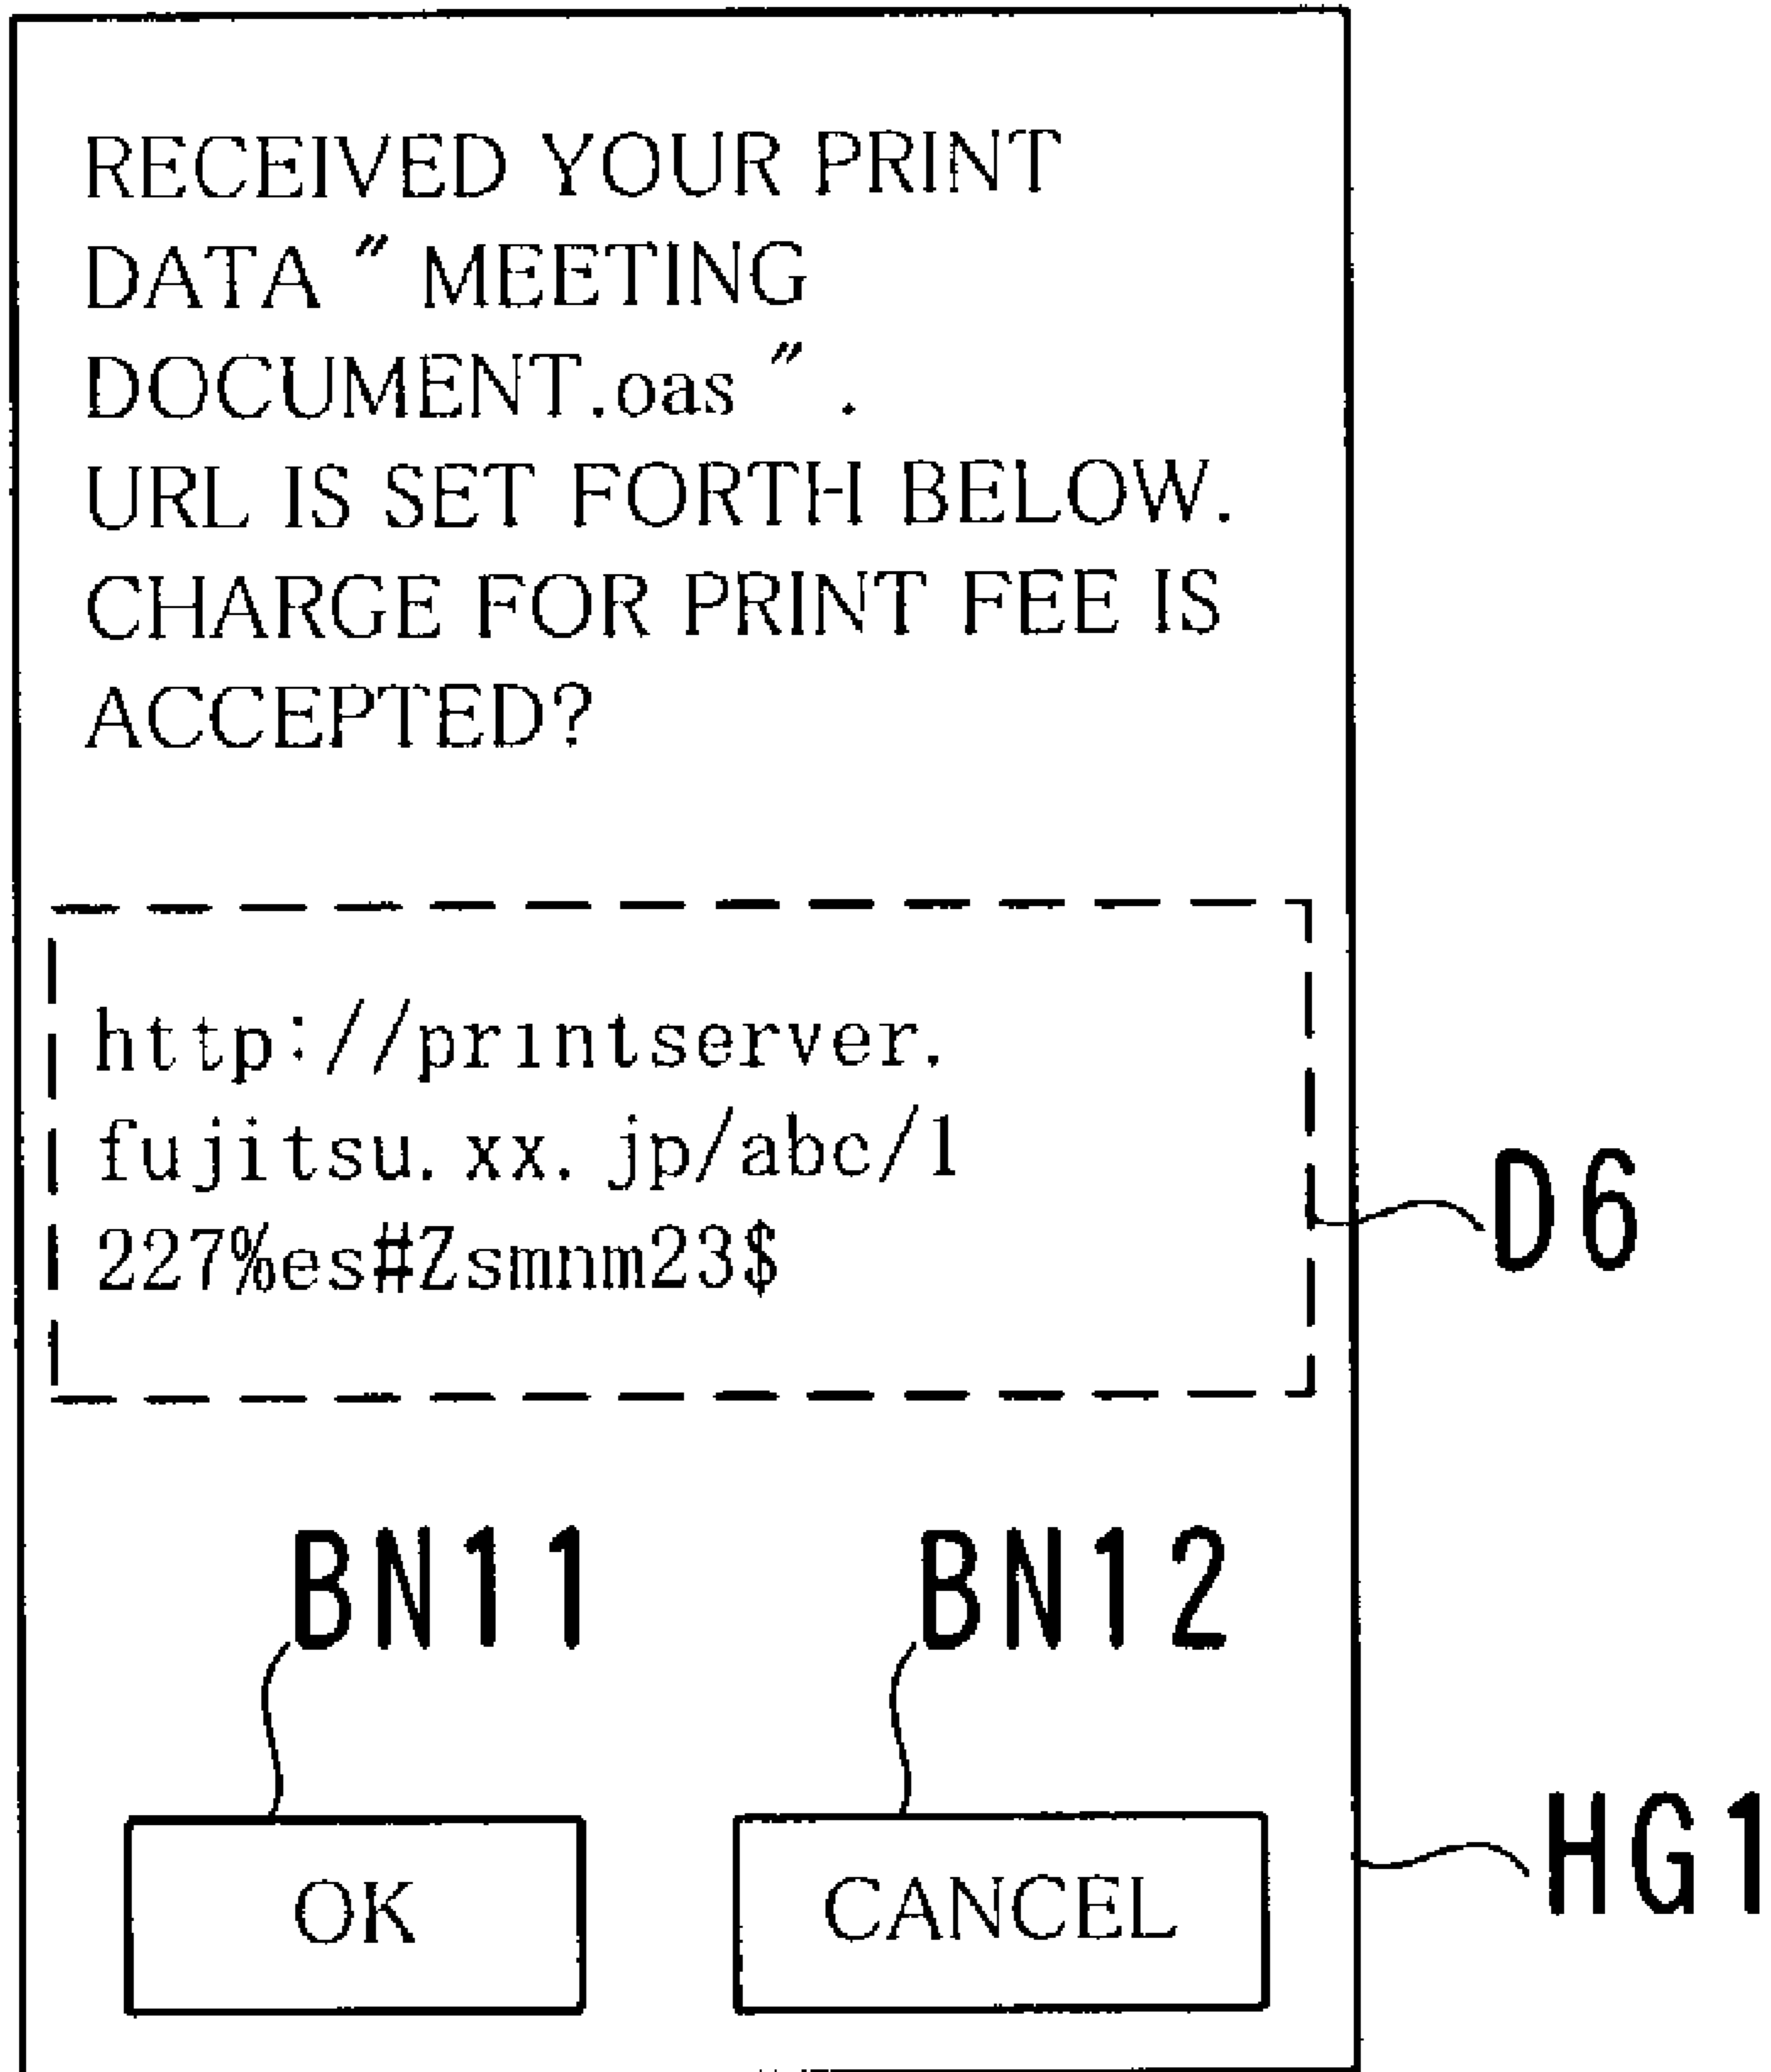 RECEIVED YOUR PRINT
DATA " MEETING
DOCUMENT.oas " .
URL IS SET FORTH BELOW.
CHARGE FOR PRINT FEE IS
ACCEPTED?
http://printserver.
fujitsu.xx.jp/abc/1
227%es#Zsmnm23$
D6
BN11 BN12
OK CANCEL
HG1